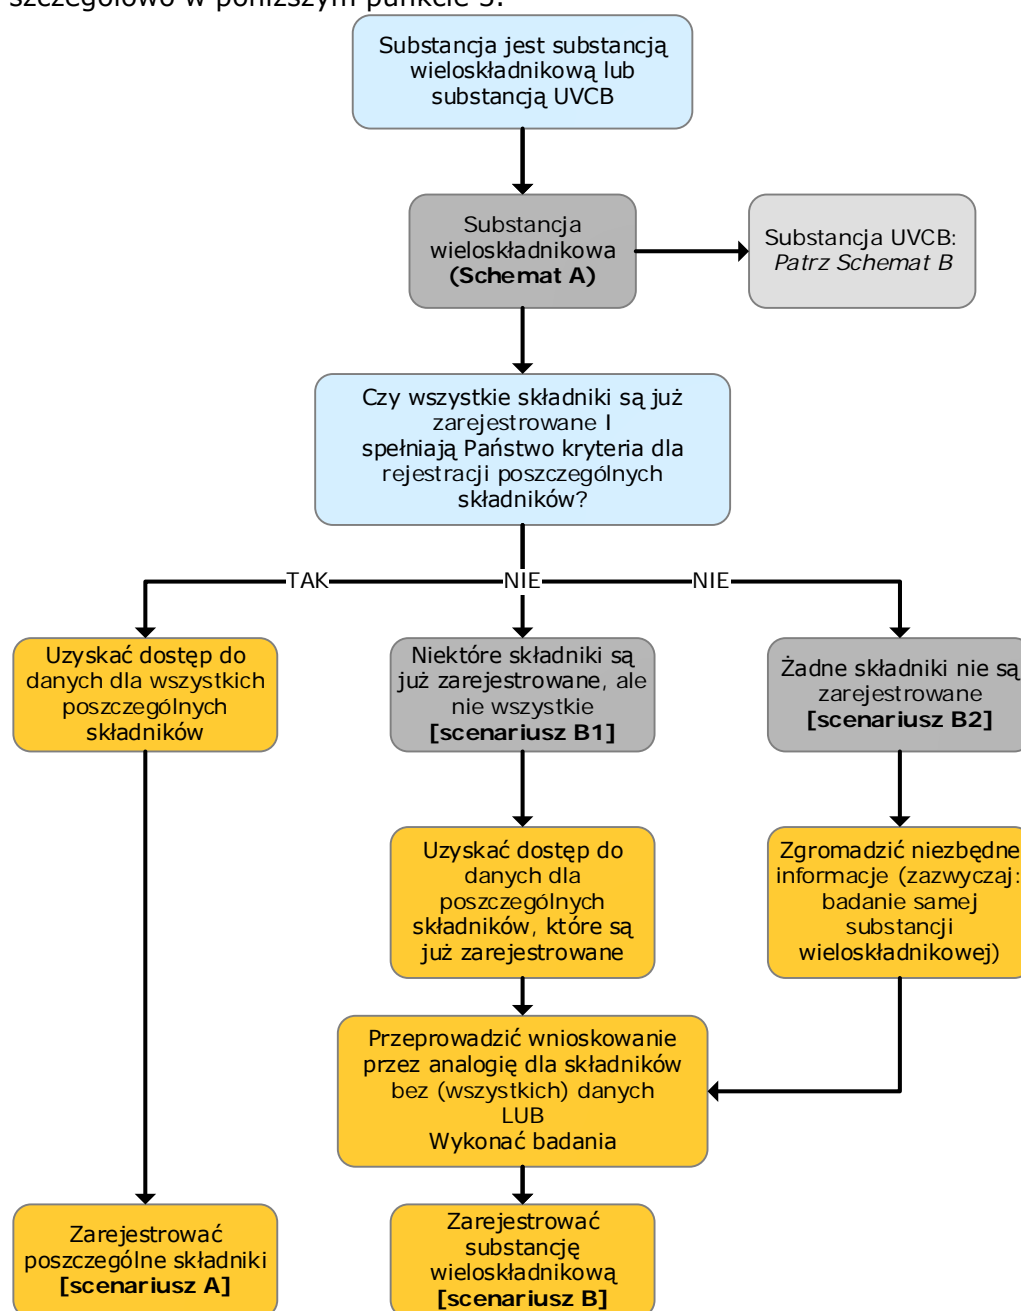 szczegółowo w poniższym punkcie 3.
Substancja jest substancją
wieloskładnikową lub
substancją UVCB
Substancja
wieloskładnikowa
(Schemat A)
Substancja UVCB:
Patrz Schemat B
Czy wszystkie składniki są już
zarejestrowane I
spełniają Państwo kryteria dla
rejestracji poszczególnych
składników?
TAK
NIE
NIE
Uzyskać dostęp do
danych dla wszystkich
poszczególnych
składników
Niektóre składniki są
już zarejestrowane, ale
nie wszystkie
[scenariusz B1]
Żadne składniki nie są
zarejestrowane
[scenariusz B2]
Uzyskać dostęp do
danych dla
poszczególnych
składników, które są
już zarejestrowane
Zgromadzić niezbędne
informacje (zazwyczaj:
badanie samej
substancji
wieloskładnikowej)
Przeprowadzić wnioskowanie
przez analogię dla składników
bez (wszystkich) danych
LUB
Wykonać badania
Zarejestrować
poszczególne składniki
[scenariusz A]
Zarejestrować
substancję
wieloskładnikową
[scenariusz B]